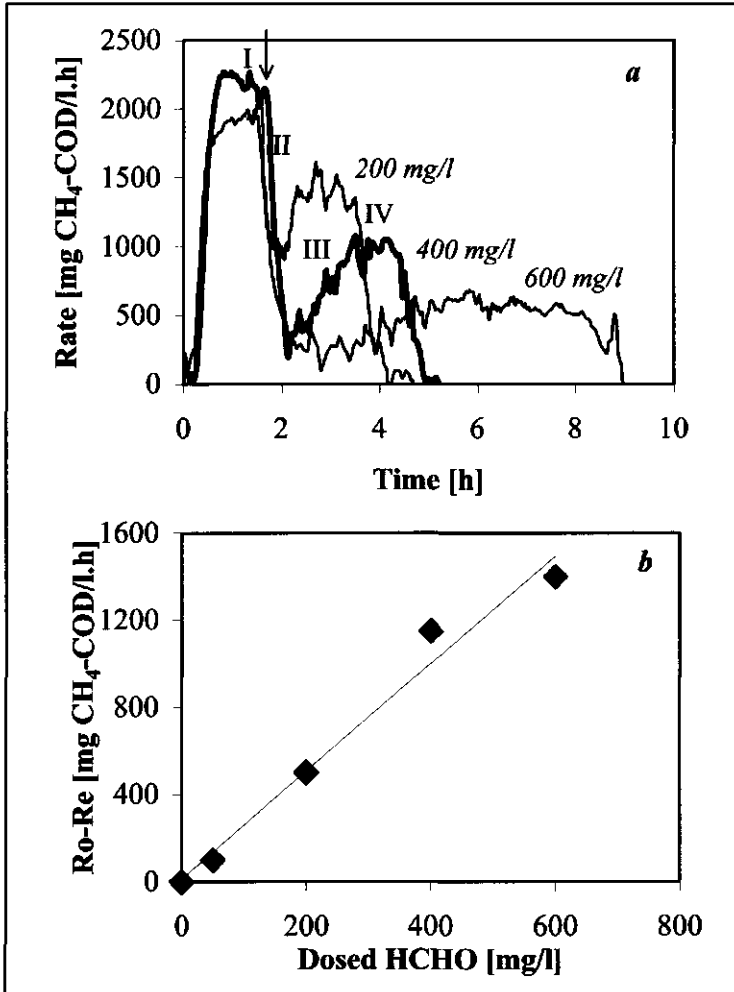 a
2500
2000
1500
1000
500
0
Rate [mg CH₄-COD/l.h]
I
II
III
IV
200 mg/l
400 mg/l
600 mg/l
0 2 4 6 8 10
Time [h]
b
1600
1200
800
400
0
Ro-Re [mg CH₄-COD/l.h]
0 200 400 600 800
Dosed HCHO [mg/l]